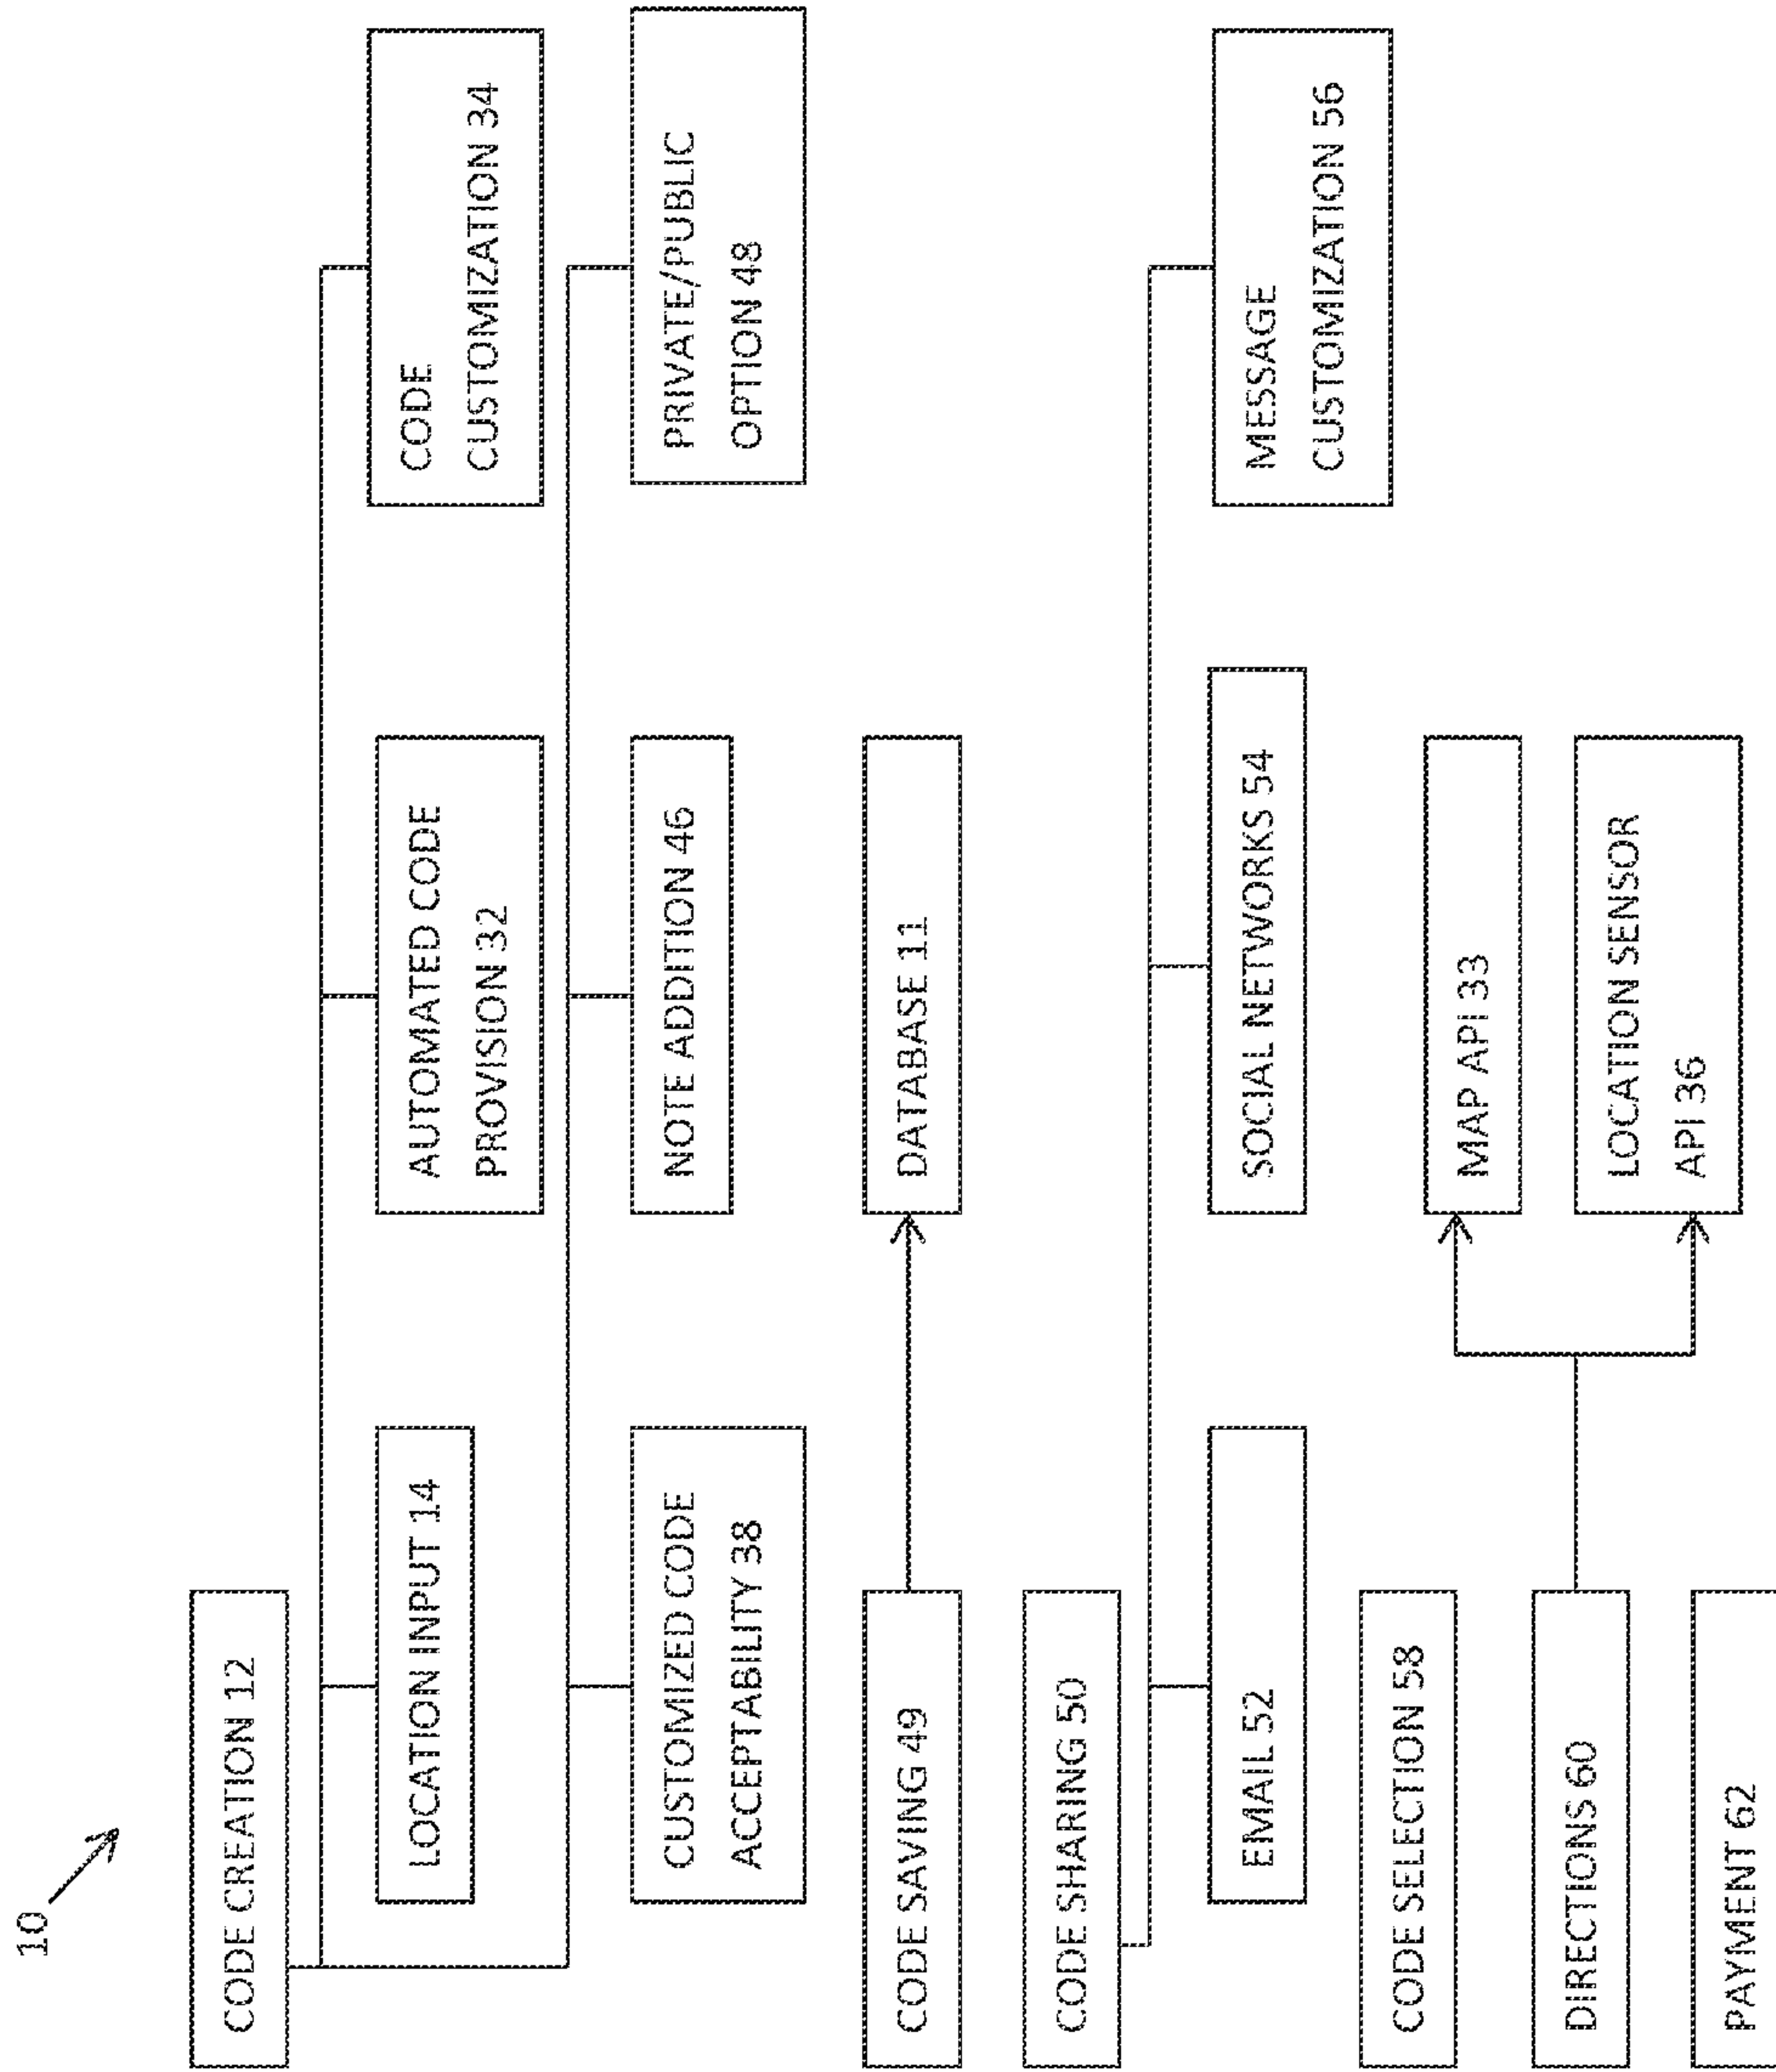 10
CODE CREATION 12
LOCATION INPUT 14
AUTOMATED CODE
PROVISION 32
CODE
CUSTOMIZATION 34
CUSTOMIZED CODE
ACCEPTABILITY 38
NOTE ADDITION 46
PRIVATE/PUBLIC
OPTION 48
CODE SAVING 49
DATABASE 11
CODE SHARING 50
EMAIL 52
SOCIAL NETWORKS 54
MESSAGE
CUSTOMIZATION 56
CODE SELECTION 58
DIRECTIONS 60
MAP API 33
LOCATION SENSOR
API 36
PAYMENT 62